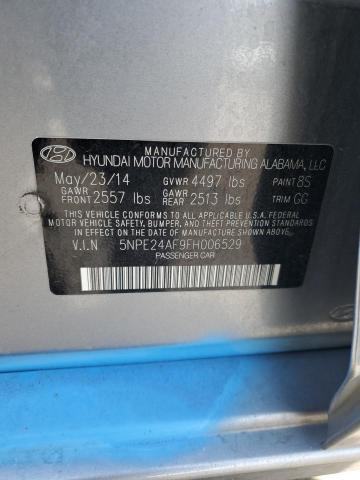 MANUFACTURED BY
HYUNDAI MOTOR MANUFACTURING ALABAMA, LLC
May/23/14 GVWR 4497 lbs PAINT 8S
GAWR FRONT 2557 lbs GAWR REAR 2513 lbs TRIM GG
THIS VEHICLE CONFORMS TO ALL APPLICABLE U.S.A FEDERAL
MOTOR VEHICLE SAFETY, BUMPER, AND THEFT PREVENTION
STANDARDS IN EFFECT ON THE DATE OF MANUFACTURE SHOWN
ABOVE.
V.I.N 5NPE24AF9FH006529
PASSENGER CAR